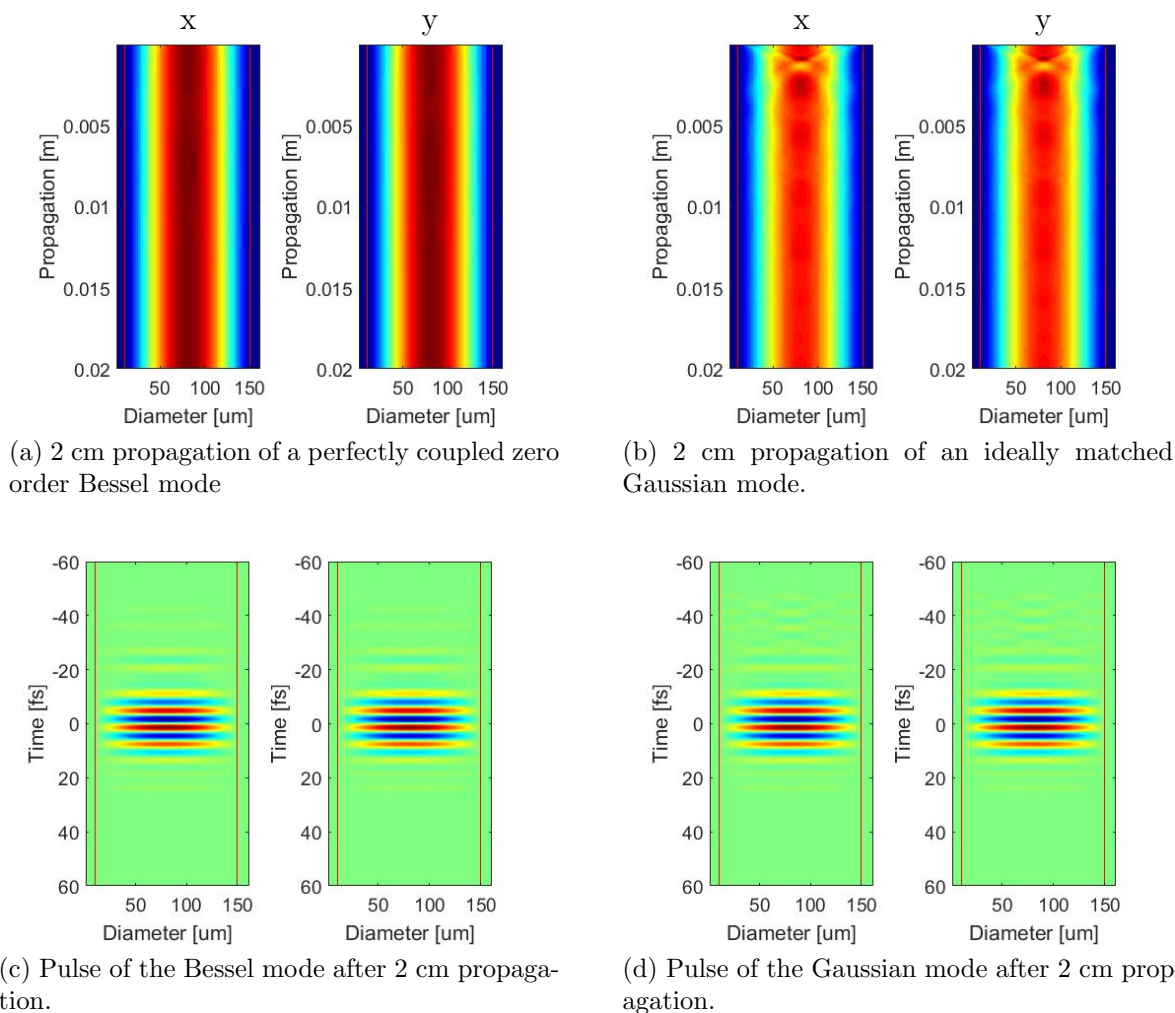 x
y
x
y
Propagation [m]
0.005
0.01
0.015
0.02
50 100 150
Diameter [um]
Propagation [m]
0.005
0.01
0.015
0.02
50 100 150
Diameter [um]
Propagation [m]
0.005
0.01
0.015
0.02
50 100 150
Diameter [um]
Propagation [m]
0.005
0.01
0.015
0.02
50 100 150
Diameter [um]
(a) 2 cm propagation of a perfectly coupled zero
order Bessel mode
(b) 2 cm propagation of an ideally matched
Gaussian mode.
Time [fs]
-60
-40
-20
0
20
40
60
50 100 150
Diameter [um]
Time [fs]
-60
-40
-20
0
20
40
60
50 100 150
Diameter [um]
Time [fs]
-60
-40
-20
0
20
40
60
50 100 150
Diameter [um]
Time [fs]
-60
-40
-20
0
20
40
60
50 100 150
Diameter [um]
(c) Pulse of the Bessel mode after 2 cm propaga-
tion.
(d) Pulse of the Gaussian mode after 2 cm prop
agation.